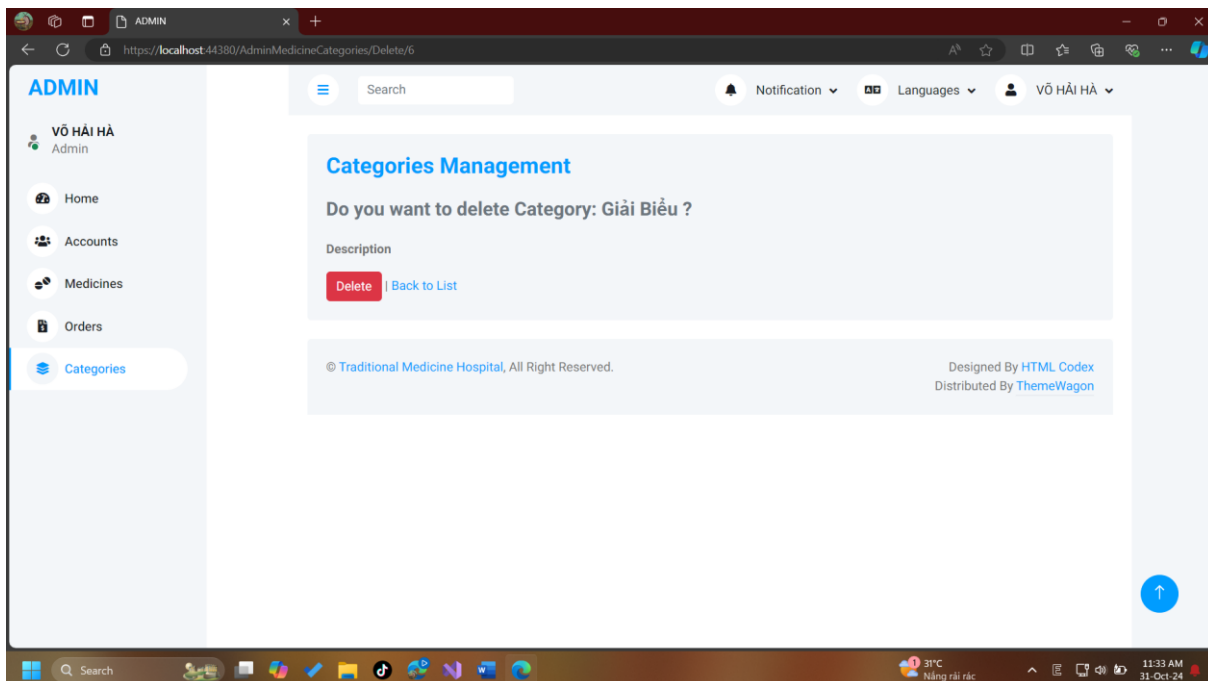 ADMIN
https://localhost:44380/AdminMedicineCategories/Delete/6
ADMIN
Search
Notification
Languages
VÕ HẢI HÀ
VÕ HẢI HÀ
Admin
Home
Accounts
Medicines
Orders
Categories
Categories Management
Do you want to delete Category: Giải Biểu ?
Description
Delete | Back to List
© Traditional Medicine Hospital, All Right Reserved.
Designed By HTML Codex
Distributed By ThemeWagon
Search
1
31°C
Nắng rải rác
11:33 AM
31-Oct-24